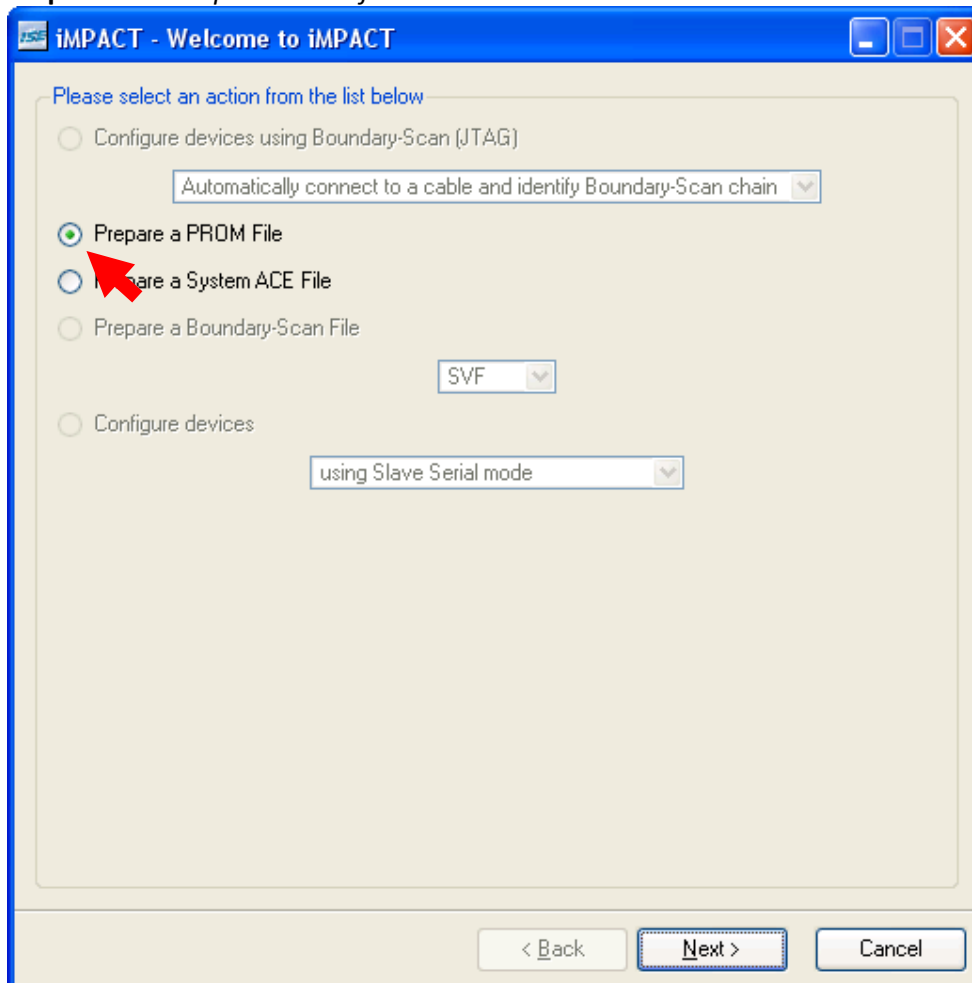 iMPACT - Welcome to iMPACT
Please select an action from the list below
Configure devices using Boundary-Scan (JTAG)
Automatically connect to a cable and identify Boundary-Scan chain
Prepare a PROM File
a System ACE File
Prepare a Boundary-Scan File
SVF
Configure devices
using Slave Serial mode
< Back
Next >
Cancel